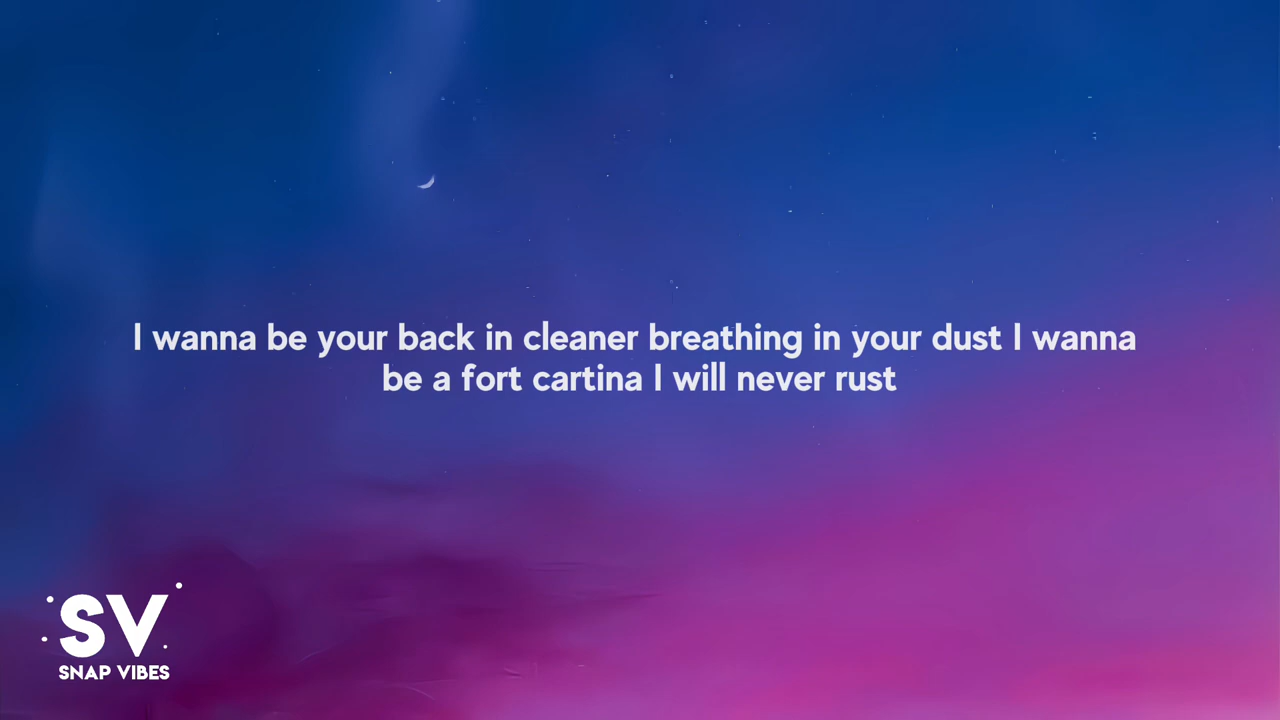 I wanna be your back in cleaner breathing in your dust I wanna
be a fort cartina I will never rust
SV
SNAP VIBES